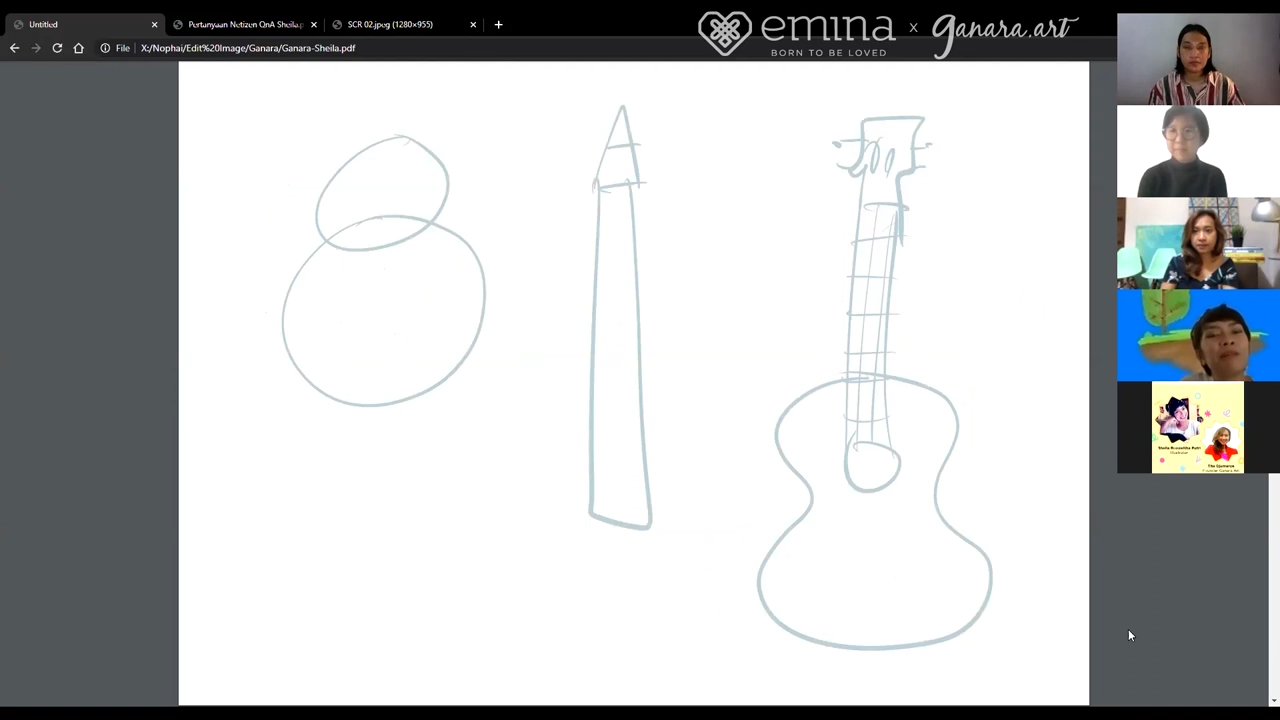 Untitled
Pertanyaan Netizen QnA Sheila.p
SCR 02.jpeg (1280×955)
File
X:/Nophai/Edit%20Image/Ganara/Ganara-Sheila.pdf
emina x ganara.art
BORN TO BE LOVED